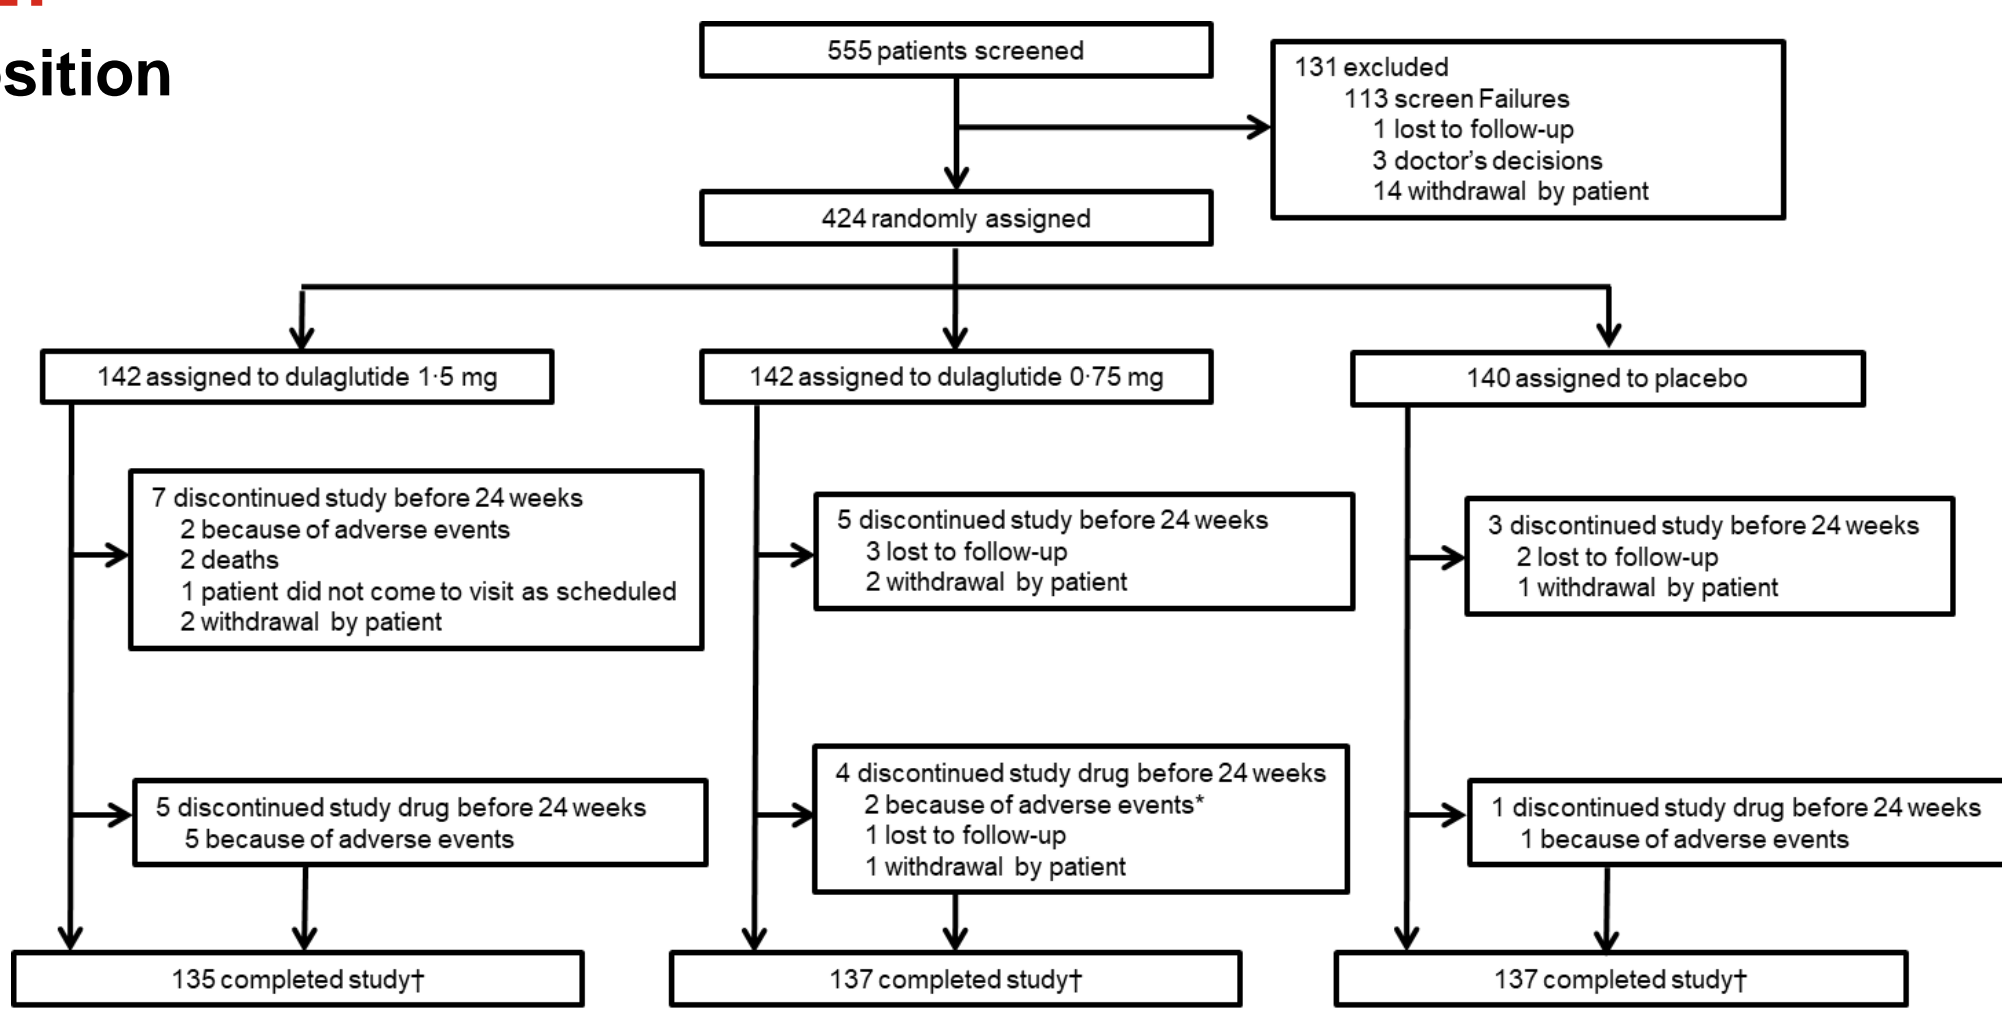 555 patients screened
131 excluded
113 screen Failures
1 lost to follow-up
3 doctor's decisions
14 withdrawal by patient
424 randomly assigned
142 assigned to dulaglutide 1·5 mg
7 discontinued study before 24 weeks
2 because of adverse events
2 deaths
1 patient did not come to visit as scheduled
2 withdrawal by patient
5 discontinued study drug before 24 weeks
5 because of adverse events
135 completed study†
142 assigned to dulaglutide 0·75 mg
5 discontinued study before 24 weeks
3 lost to follow-up
2 withdrawal by patient
4 discontinued study drug before 24 weeks
2 because of adverse events*
1 lost to follow-up
1 withdrawal by patient
137 completed study†
140 assigned to placebo
3 discontinued study before 24 weeks
2 lost to follow-up
1 withdrawal by patient
1 discontinued study drug before 24 weeks
1 because of adverse events
137 completed study†